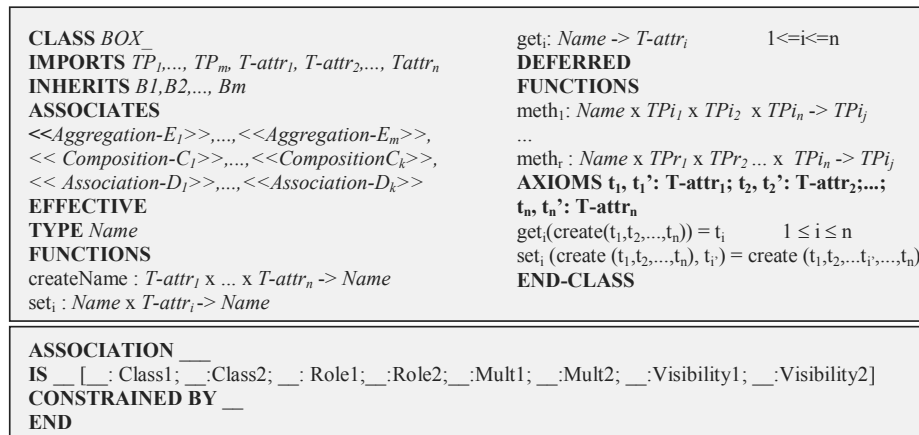 CLASS BOX_
IMPORTS TP1,..., TPm, T-attr1, T-attr2,..., Tattrn
INHERITS B1,B2,..., Bm
ASSOCIATES
<<Aggregation-E1>>,...,<<Aggregation-Em>>,
<< Composition-C1>>,...,<<CompositionCk>>,
<< Association-D1>>,...,<<Association-Dk>>
EFFECTIVE
TYPE Name
FUNCTIONS
createName : T-attr1 x ... x T-attrn -> Name
seti : Name x T-attri-> Name
geti: Name -> T-attri 1<=i<=n
DEFERRED
FUNCTIONS
meth1: Name x TPi1 x TPi2 x TPin -> TPij
...
methr : Name x TPr1 x TPr2 ... x TPin -> TPij
AXIOMS t1, t1’: T-attr1; t2, t2’: T-attr2;...;
tn, tn’: T-attrn
geti(create(t1,t2,...,tn)) = ti 1 ≤ i ≤ n
seti (create (t1,t2,...,tn), ti’) = create (t1,t2,...ti’,...,tn)
END-CLASS
ASSOCIATION ___
IS __ [__: Class1; __:Class2; __: Role1;__:Role2;__:Mult1; __:Mult2; __:Visibility1; __:Visibility2]
CONSTRAINED BY __
END